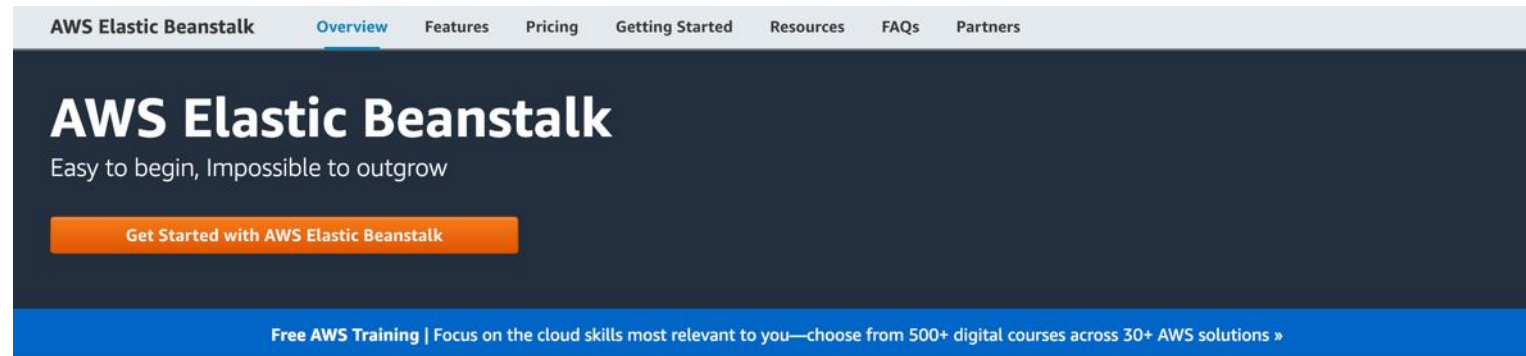 AWS Elastic Beanstalk Overview Features Pricing Getting Started Resources FAQs Partners
AWS Elastic Beanstalk
Easy to begin, Impossible to outgrow
Get Started with AWS Elastic Beanstalk
Free AWS Training | Focus on the cloud skills most relevant to you—choose from 500+ digital courses across 30+ AWS solutions »